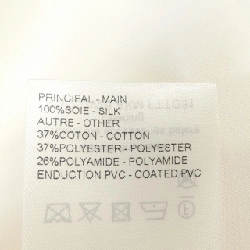 PRINCIPAL - MAIN
100%SOIE - SILK
AUTRE - OTHER
37%COTON - COTTON
37%POLYESTER - POLYESTER
26%POLYAMIDE - POLYAMIDE
ENDUCTION PVC - COATED PVC